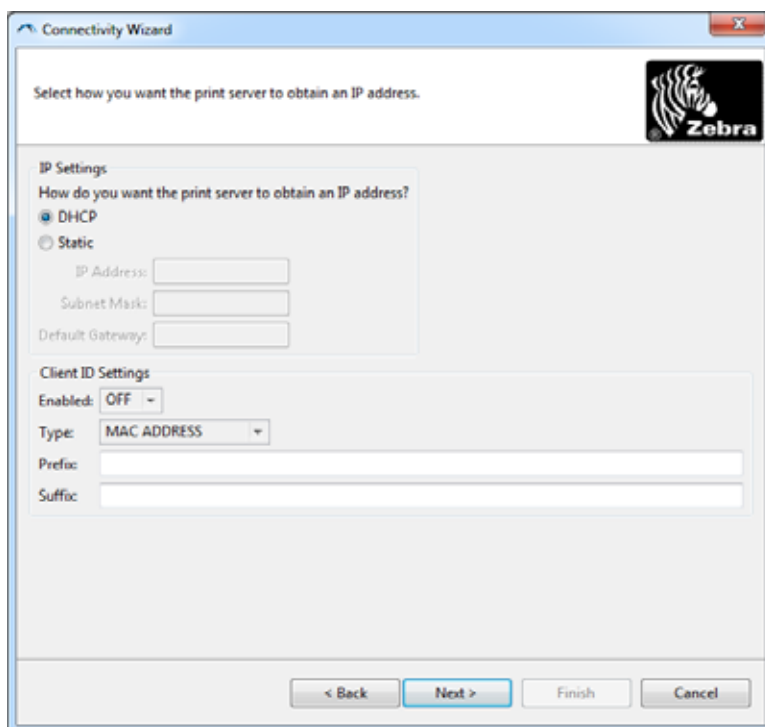 Connectivity Wizard
Select how you want the print server to obtain an IP address.
® Zebra
IP Settings
How do you want the print server to obtain an IP address?
DHCP
Static
IP Address:
Subnet Mask:
Default Gateway:
Client ID Settings
Enabled: OFF
Type: MAC ADDRESS
Prefix:
Suffix:
< Back Next > Finish Cancel